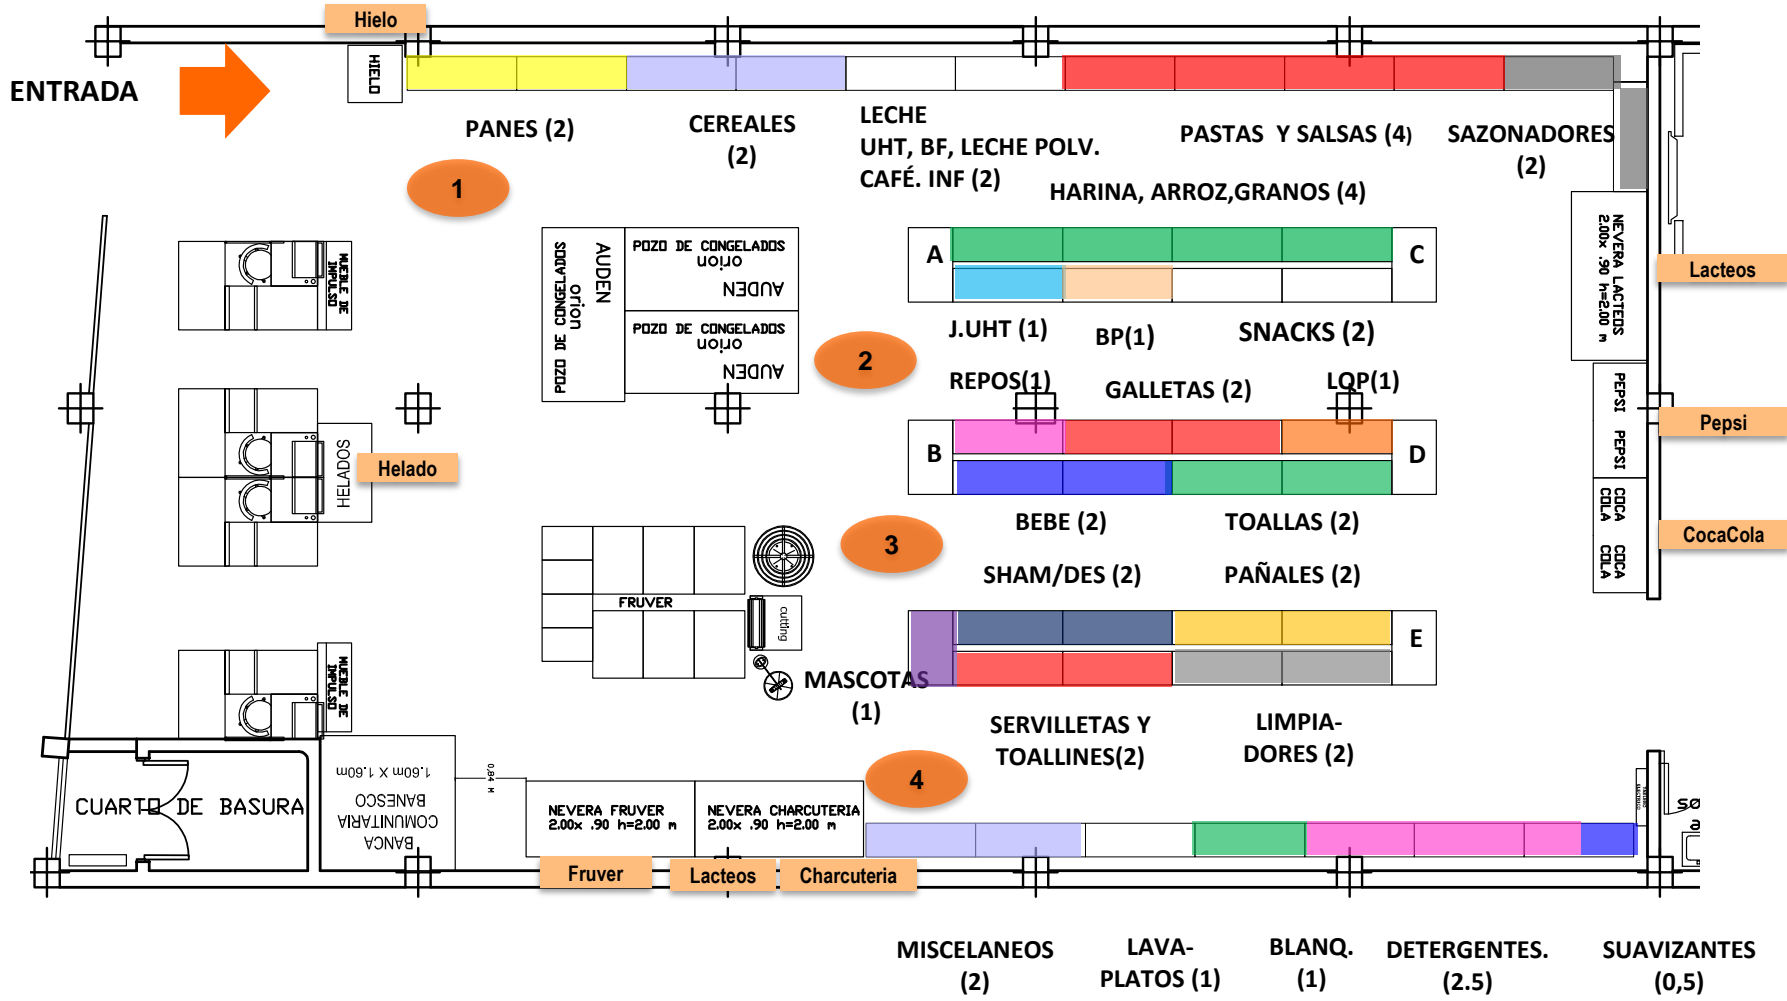 Hielo
ENTRADA
HIELO
PANES (2)
CEREALES
(2)
LECHE
UHT, BF, LECHE POLV.
CAFÉ. INF (2)
PASTAS Y SALSAS (4)
SAZONADORES
(2)
1
HARINA, ARROZ,GRANOS (4)
MUEBLE DE
IMPULSO
POZO DE CONGELADOS
orion
AUDEN
POZO DE CONGELADOS
orion
AUDEN
POZO DE CONGELADOS
orion
AUDEN
A
C
NEVERA LACTEOS
2.00x .90 h=2.00 m
Lacteos
J.UHT (1)
BP(1)
SNACKS (2)
2
REPOS(1)
GALLETAS (2)
LOP(1)
PEPSI
PEPSI
Pepsi
HELADOS
Helado
B
D
COCA
COLA
COCA
COLA
CocaCola
BEBE (2)
TOALLAS (2)
3
SHAM/DES (2)
PAÑALES (2)
FRUVER
cutting
E
MUEBLE DE
IMPULSO
MASCOTAS
(1)
SERVILLETAS Y
TOALLINES(2)
LIMPIA-
DORES (2)
4
CUARTO DE BASURA
BANCA
COMUNITARIA
BANESCO
1.60m X 1.60m
0,84 M
NEVERA FRUVER
2.00x .90 h=2.00 m
NEVERA CHARCUTERIA
2.00x .90 h=2.00 m
Fruver
Lacteos
Charcuteria
MISCELANEOS
(2)
LAVA-
PLATOS (1)
BLANQ.
(1)
DETERGENTES.
(2.5)
SUAVIZANTES
(0,5)